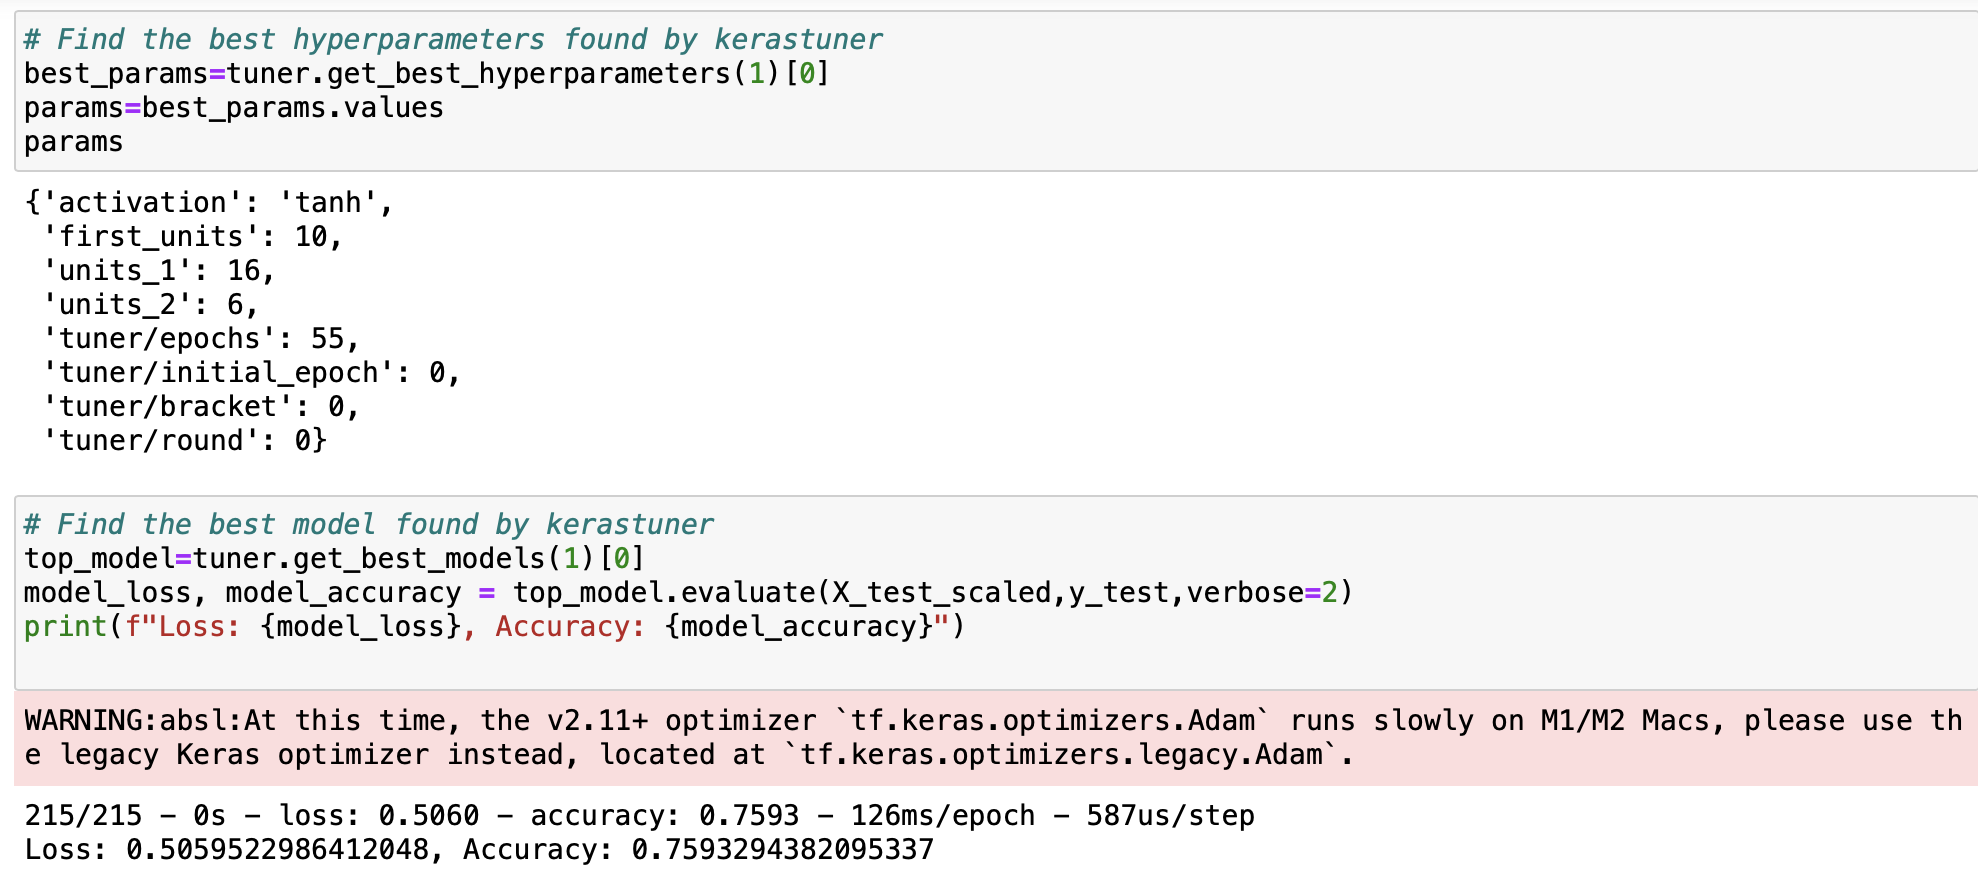 # Find the best hyperparameters found by kerastuner
best_params=tuner.get_best_hyperparameters(1)[0]
params=best_params.values
params
{'activation': 'tanh',
 'first_units': 10,
 'units_1': 16,
 'units_2': 6,
 'tuner/epochs': 55,
 'tuner/initial_epoch': 0,
 'tuner/bracket': 0,
 'tuner/round': 0}
# Find the best model found by kerastuner
top_model=tuner.get_best_models(1)[0]
model_loss, model_accuracy = top_model.evaluate(X_test_scaled,y_test,verbose=2)
print(f"Loss: {model_loss}, Accuracy: {model_accuracy}")
WARNING:absl:At this time, the v2.11+ optimizer `tf.keras.optimizers.Adam` runs slowly on M1/M2 Macs, please use th
e legacy Keras optimizer instead, located at `tf.keras.optimizers.legacy.Adam`.
215/215 - 0s - loss: 0.5060 - accuracy: 0.7593 - 126ms/epoch - 587us/step
Loss: 0.5059522986412048, Accuracy: 0.7593294382095337